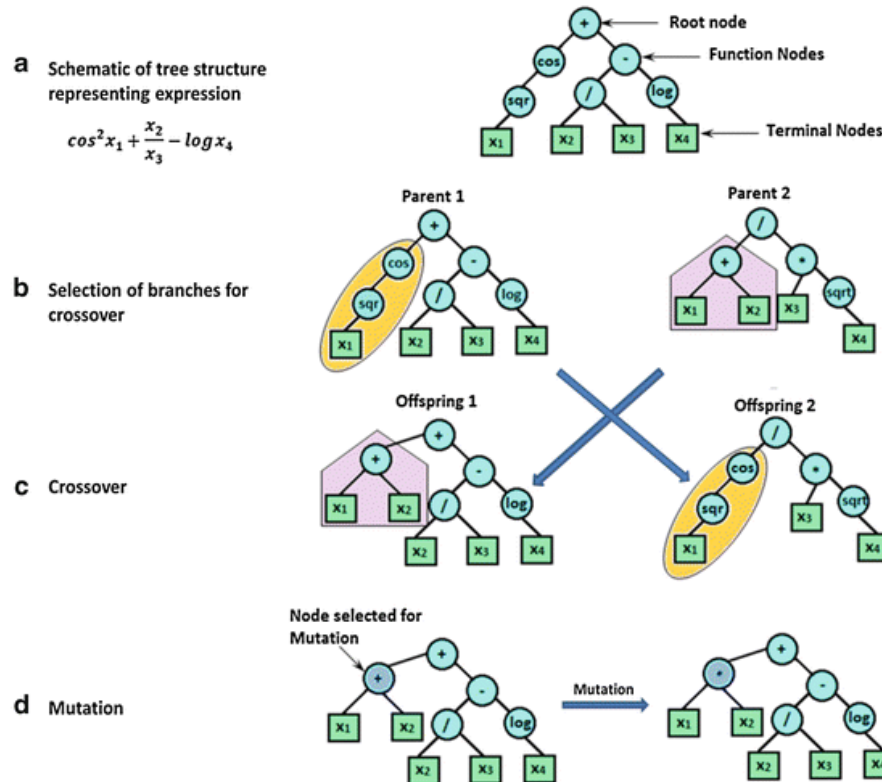 a Schematic of tree structure
representing expression
cos²x₁ + x₂/x₃ − logx₄
+ Root node
cos - Function Nodes
sqr / log
x₁ x₂ x₃ x₄ Terminal Nodes
Parent 1 Parent 2
b Selection of branches for
crossover
+ /
cos - + *
sqr / log x₁ x₂ x₃ sqrt
x₁ x₂ x₃ x₄ x₄
Offspring 1 Offspring 2
c Crossover
+ /
+ - cos *
x₁ x₂ / log sqr x₃ sqrt
x₂ x₃ x₄ x₁ x₄
Node selected for
Mutation
d Mutation
+ +
+ - Mutation * -
x₁ x₂ / log x₁ x₂ / log
x₂ x₃ x₄ x₂ x₃ x₄